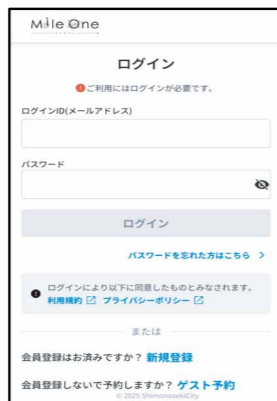 Mile One
ログイン
ご利用にはログインが必要です。
ログインID(メールアドレス)
パスワード
ログイン
パスワードを忘れた方はこちら
ログインにより以下に同意したものとみなされます。
利用規約 プライバシーポリシー
または
会員登録はお済みですか？ 新規登録
会員登録しないで予約しますか？ ゲスト予約
© 2025 ShimonosekiCity